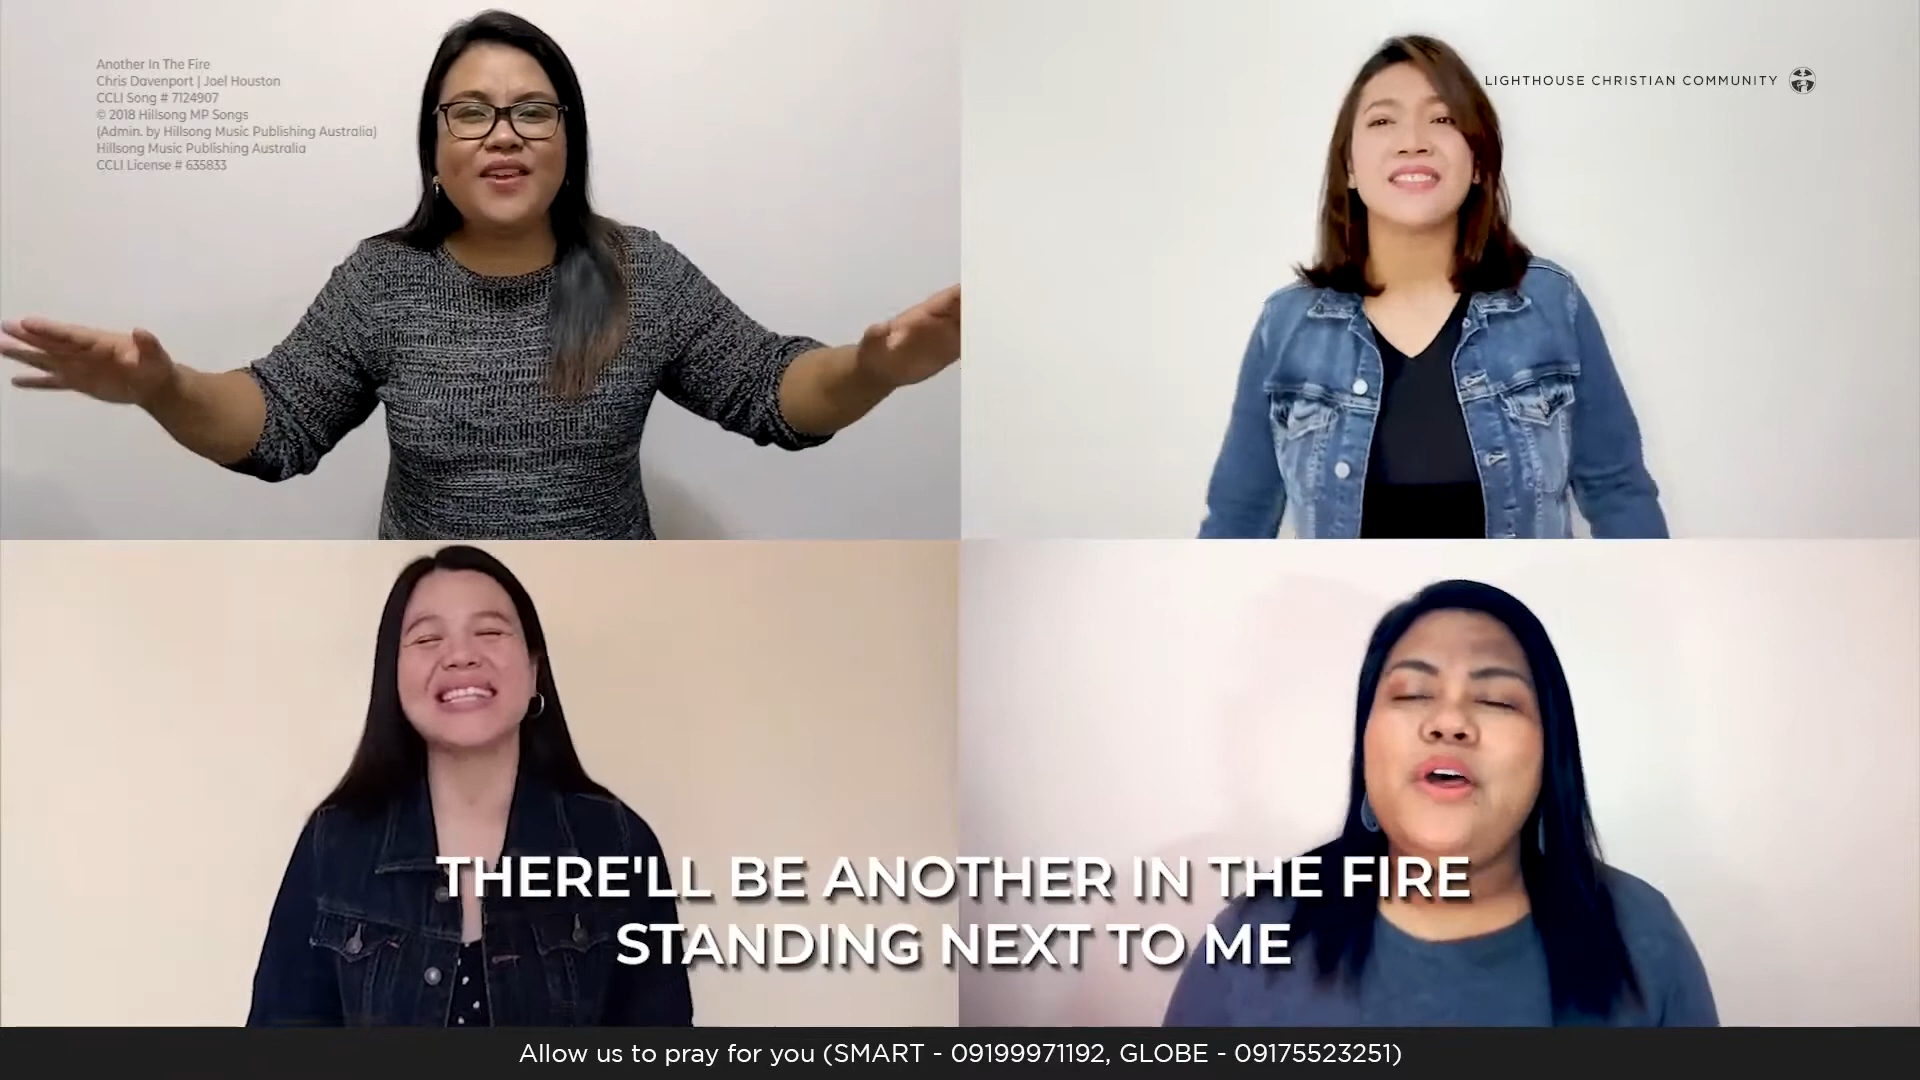 Another In The Fire
Chris Davenport | Joel Houston
CCLI Song # 7124907
© 2018 Hillsong MP Songs
(Admin. by Hillsong Music Publishing Australia)
Hillsong Music Publishing Australia
CCLI License # 635833
LIGHTHOUSE CHRISTIAN COMMUNITY
THERE'LL BE ANOTHER IN THE FIRE
STANDING NEXT TO ME
Allow us to pray for you (SMART - 09199971192, GLOBE - 09175523251)